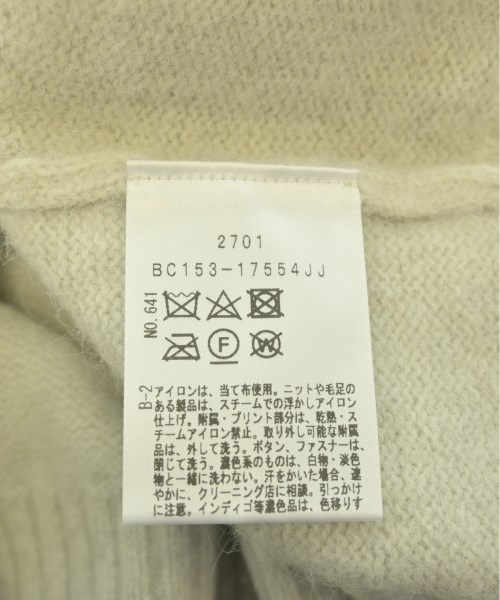 2701
BC153-17554JJ
NO.641
F
W
B-2
アイロンは、当て布使用。ニットや毛足の
ある製品は、スチームでの浮かしアイロン
仕上げ。附属・プリント部分は、乾熱・ス
チームアイロン禁止。取り外し可能な附属
品は、外して洗う。ボタン、ファスナーは、
閉じて洗う。濃色系のものは、白物・淡色
物と一緒に洗わない。汗をかいた場合、速
やかに、クリーニング店に相談。引っかけ
に注意。インディゴ等濃色品は、色移りす